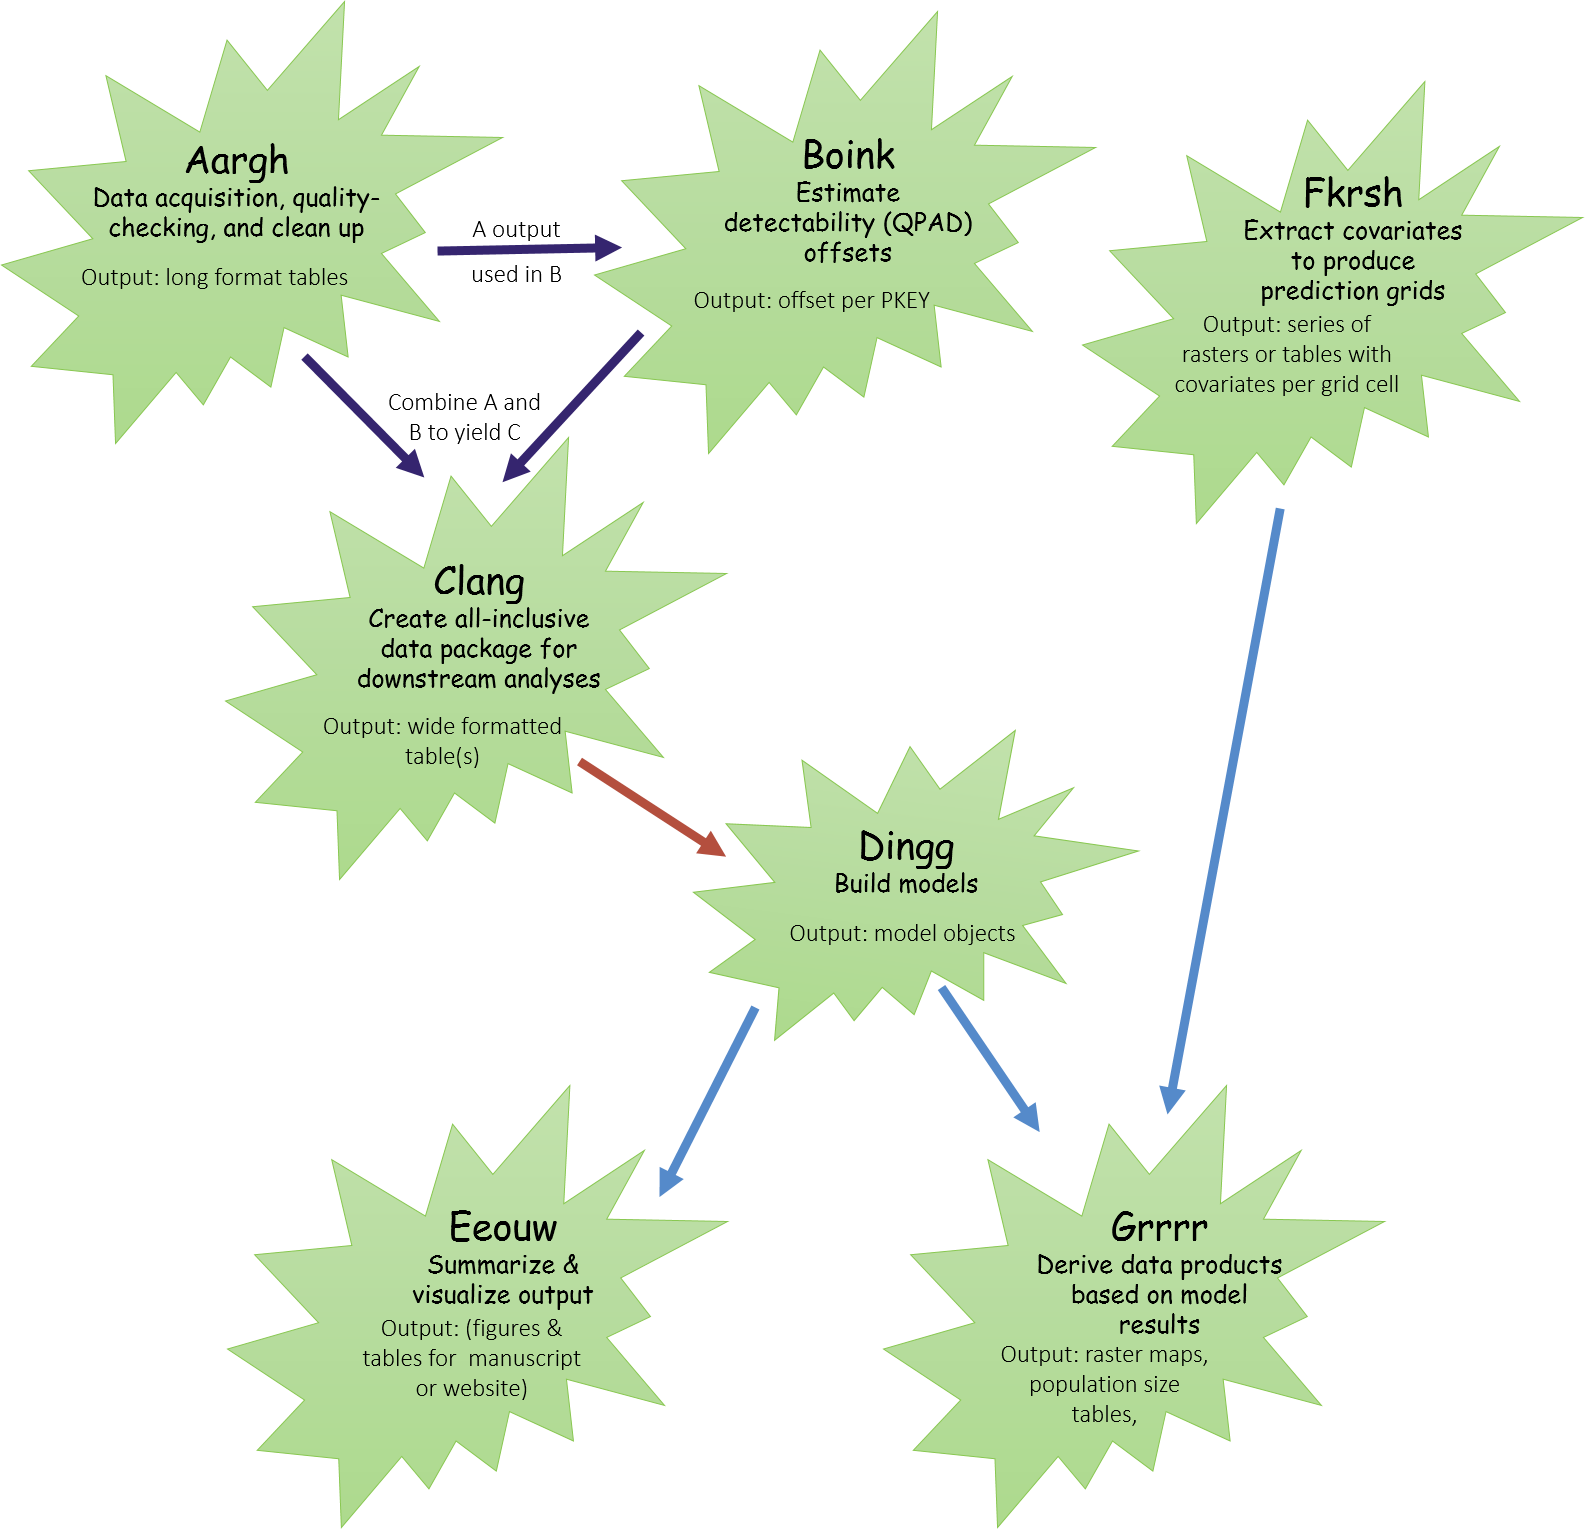 Aargh
Data acquisition, quality-
checking, and clean up
Output: long format tables
A output
used in B
Boink
Estimate
detectability (QPAD)
offsets
Output: offset per PKEY
Fkrsh
Extract covariates
to produce
prediction grids
Output: series of
rasters or tables with
covariates per grid cell
Combine A and
B to yield C
Clang
Create all-inclusive
data package for
downstream analyses
Output: wide formatted
table(s)
Dingg
Build models
Output: model objects
Eeouw
Summarize &
visualize output
Output: (figures &
tables for  manuscript
or website)
Grrrr
Derive data products
based on model
results
Output: raster maps,
population size
tables,